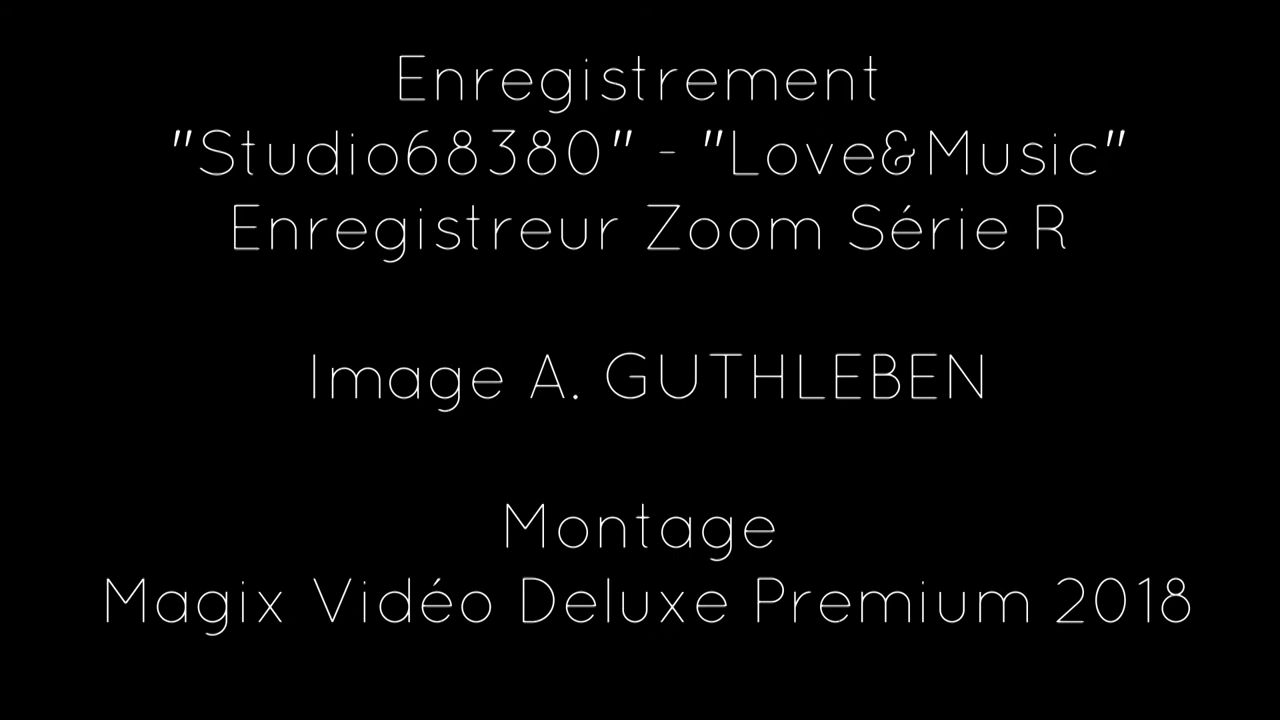 Enregistrement
"Studio68380" - "Love&Music"
Enregistreur Zoom Série R
Image A. GUTHLEBEN
Montage
Magix Vidéo Deluxe Premium 2018